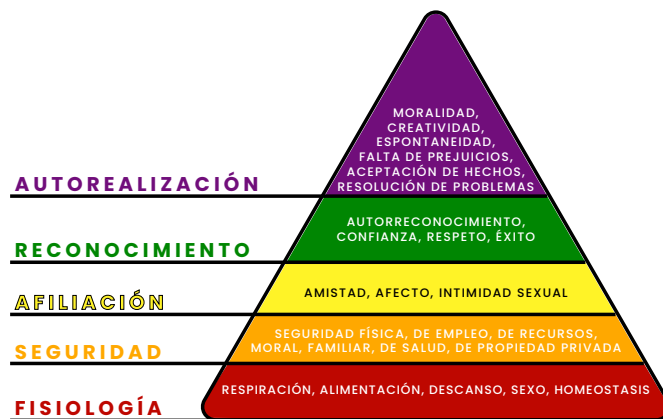 MORALIDAD,
CREATIVIDAD,
ESPONTANEIDAD,
FALTA DE PREJUICIOS,
ACEPTACIÓN DE HECHOS,
RESOLUCIÓN DE PROBLEMAS
AUTOREALIZACIÓN
AUTORRECONOCIMIENTO,
CONFIANZA, RESPETO, ÉXITO
RECONOCIMIENTO
AMISTAD, AFECTO, INTIMIDAD SEXUAL
AFILIACIÓN
SEGURIDAD FÍSICA, DE EMPLEO, DE RECURSOS,
MORAL, FAMILIAR, DE SALUD, DE PROPIEDAD PRIVADA
SEGURIDAD
RESPIRACIÓN, ALIMENTACIÓN, DESCANSO, SEXO, HOMEOSTASIS
FISIOLOGÍA